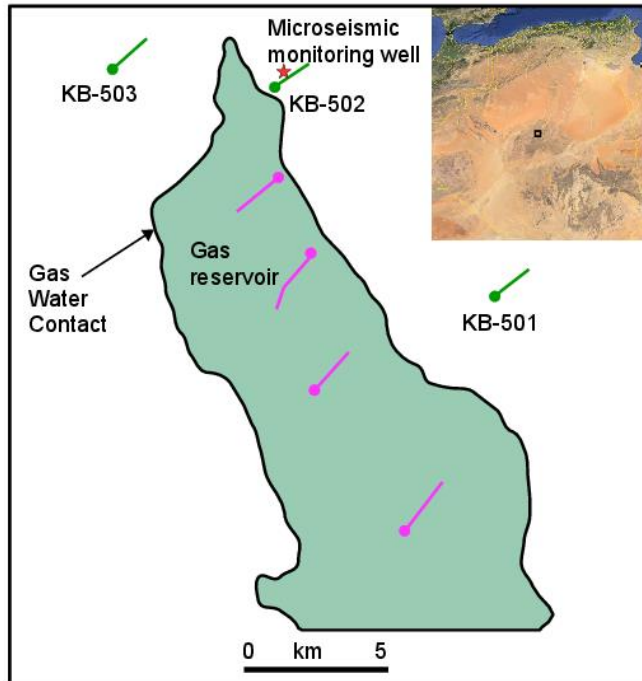 Microseismic
monitoring well
KB-503
KB-502
Gas
reservoir
Gas
Water
Contact
KB-501
0 km 5